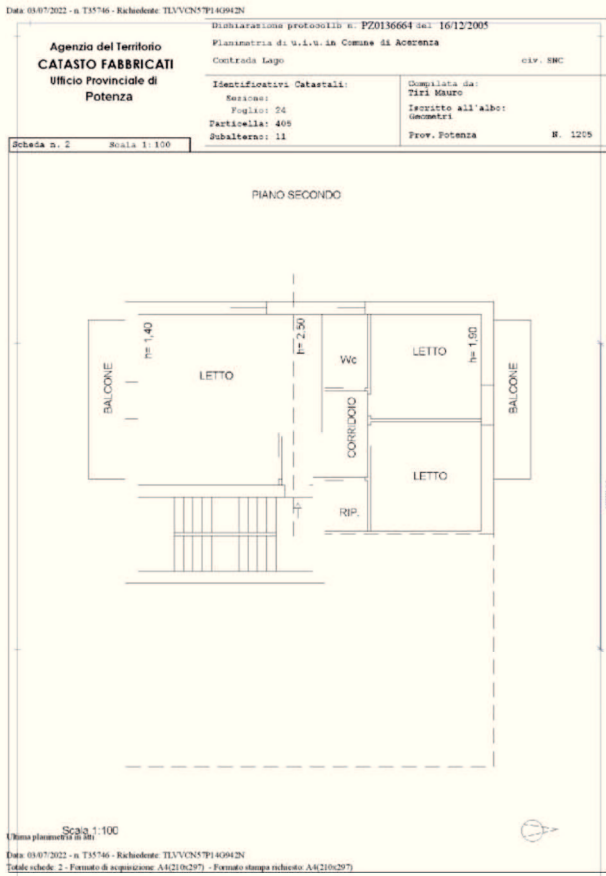 Data: 03/07/2022 - n. T35746 - Richiedente: TLVVCN57P14G942N
Agenzia del Territorio
CATASTO FABBRICATI
Ufficio Provinciale di
Potenza
Dichiarazione protocollo n. PZ0136664 del 16/12/2005
Planimetria di u.i.u. in Comune di Acerenza
Contrada Lago civ. SNC
Identificativi Catastali:
Sezione:
Foglio: 24
Particella: 405
Subalterno: 11
Compilata da:
Tiri Mauro
Iscritto all'albo:
Geometri
Prov. Potenza N. 1205
Scheda n. 2 Scala 1:100
PIANO SECONDO
BALCONE
h= 1,40
LETTO
h= 2,50
Wc
LETTO
h= 1,90
BALCONE
CORRIDOIO
LETTO
RIP.
Scala 1:100
Ultima planimetria in atti
Data: 03/07/2022 - n. T35746 - Richiedente: TLVVCN57P14G942N
Totale schede: 2 - Formato di acquisizione: A4(210x297) - Formato stampa richiesto: A4(210x297)